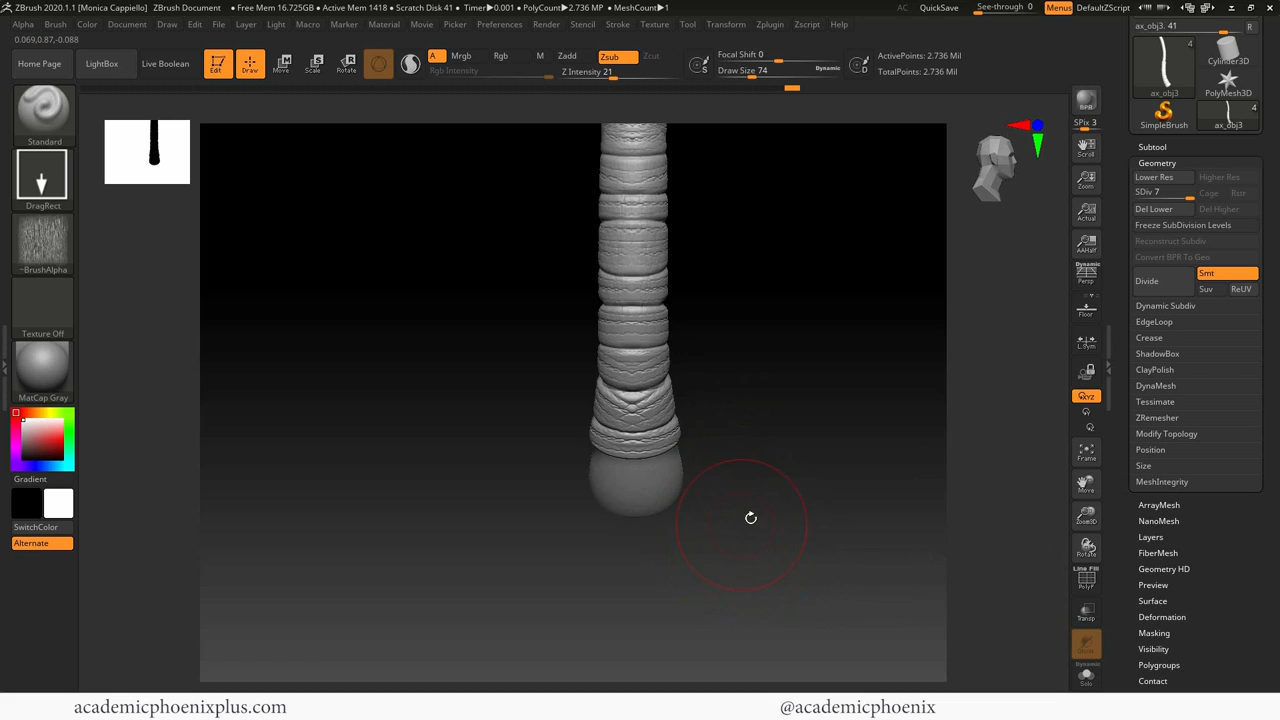 ZBrush 2020.1.1 [Monica Cappiello] ZBrush Document • Free Mem 16.725GB • Active Mem 1418 • Scratch Disk 41 • Timer▸0.001 • PolyCount▸2.736 MP • MeshCount▸1 AC QuickSave See-through 0 Menus DefaultZScript
Alpha Brush Color Document Draw Edit File Layer Light Macro Marker Material Movie Picker Preferences Render Stencil Stroke Texture Tool Transform Zplugin Zscript Help
0.069,0.87,-0.088
Home Page LightBox Live Boolean Edit Draw Move Scale Rotate
A Mrgb Rgb M Zadd Zsub Zcut
Rgb Intensity Z Intensity 21
S Focal Shift 0
Draw Size 74 Dynamic D
ActivePoints: 2.736 Mil
TotalPoints: 2.736 Mil
Standard
DragRect
~BrushAlpha
Texture Off
MatCap Gray
Gradient
SwitchColor
Alternate
BPR
SPix 3
Scroll
Zoom
Actual
AAHalf
Dynamic
Persp
Floor
L.Sym
XYZ
Frame
Move
Zoom3D
Rotate
Line Fill
PolyF
Transp
Dynamic
Solo
ax_obj3. 41 R
4
ax_obj3 Cylinder3D
PolyMesh3D
4
SimpleBrush ax_obj3
Subtool
Geometry
Lower Res Higher Res
SDiv 7 Cage Rstr
Del Lower Del Higher
Freeze SubDivision Levels
Reconstruct Subdiv
Convert BPR To Geo
Divide Smt
Suv ReUV
Dynamic Subdiv
EdgeLoop
Crease
ShadowBox
ClayPolish
DynaMesh
Tessimate
ZRemesher
Modify Topology
Position
Size
MeshIntegrity
ArrayMesh
NanoMesh
Layers
FiberMesh
Geometry HD
Preview
Surface
Deformation
Masking
Visibility
Polygroups
Contact
academicphoenixplus.com @academicphoenix